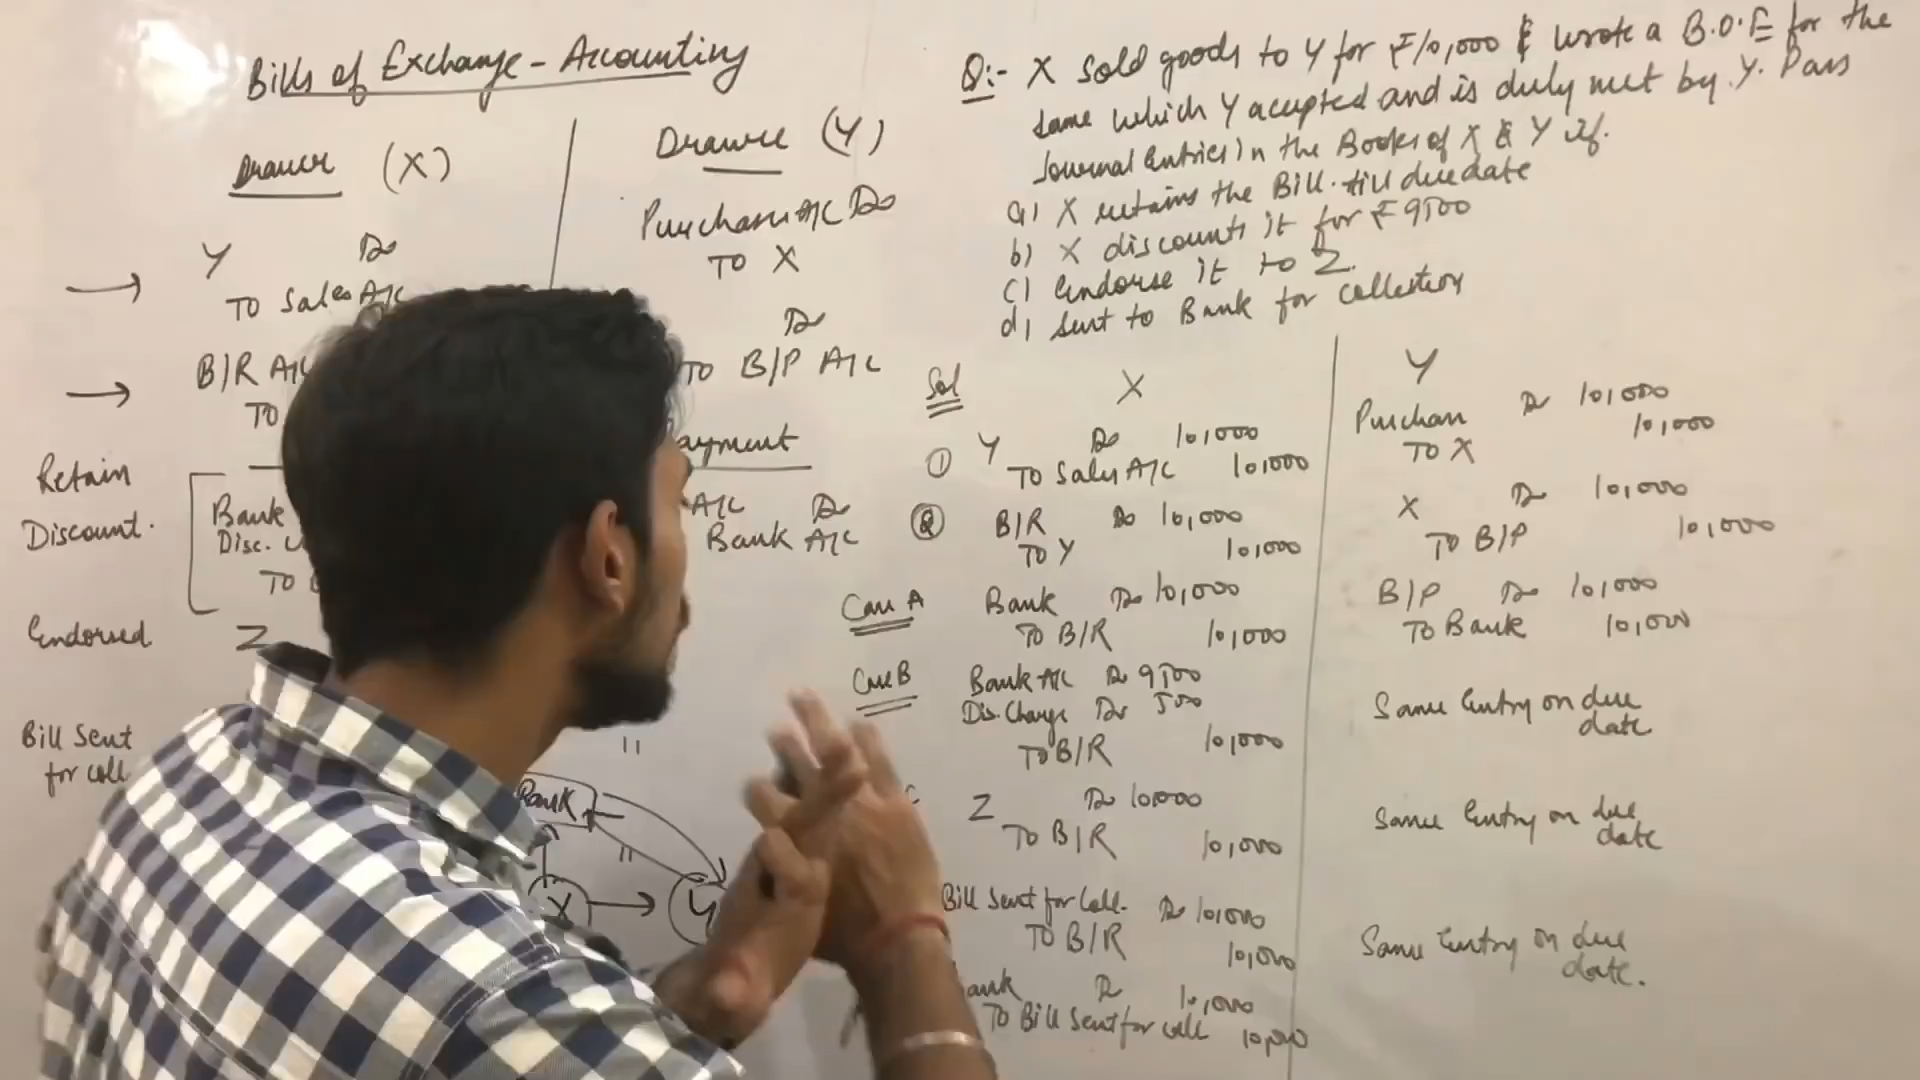 Bills of Exchange - Accounting
Drawer (X)
Drawee (Y)
Y Dr
To Sales A/C
B/R A/C
To
Purchases A/C Dr
To X
Dr
To B/P A/C
ayment
A/C Dr
Bank A/C
Retain
Discount.
Bank
Disc.
To
Endorsed
Z
Bill Sent
for coll
"
"
Bank
X
Y
Q:- X sold goods to Y for ₹10,000 & wrote a B.O.E for the
same which Y accepted and is duly met by Y. Pass
Journal Entries in the Books of X & Y if.
a) X retains the Bill till due date
b) X discounts it for ₹9500
c) Endorse it to Z.
d) Sent to Bank for collection
Sol
X
Y
① Y Dr 10,000
To Sales A/C 10,000
② B/R Dr 10,000
To Y 10,000
Case A Bank Dr 10,000
To B/R 10,000
Case B Bank A/C Dr 9500
Dis. Charge Dr 500
To B/R 10,000
C Z Dr 10,000
To B/R 10,000
Bill Sent for Coll. Dr 10,000
To B/R 10,000
ank Dr 10,000
To Bill Sent for coll 10,000
Purchase Dr 10,000
To X 10,000
X Dr 10,000
To B/P 10,000
B/P Dr 10,000
To Bank 10,000
Same Entry on due
date
Same Entry on due
date
Same Entry on due
date.